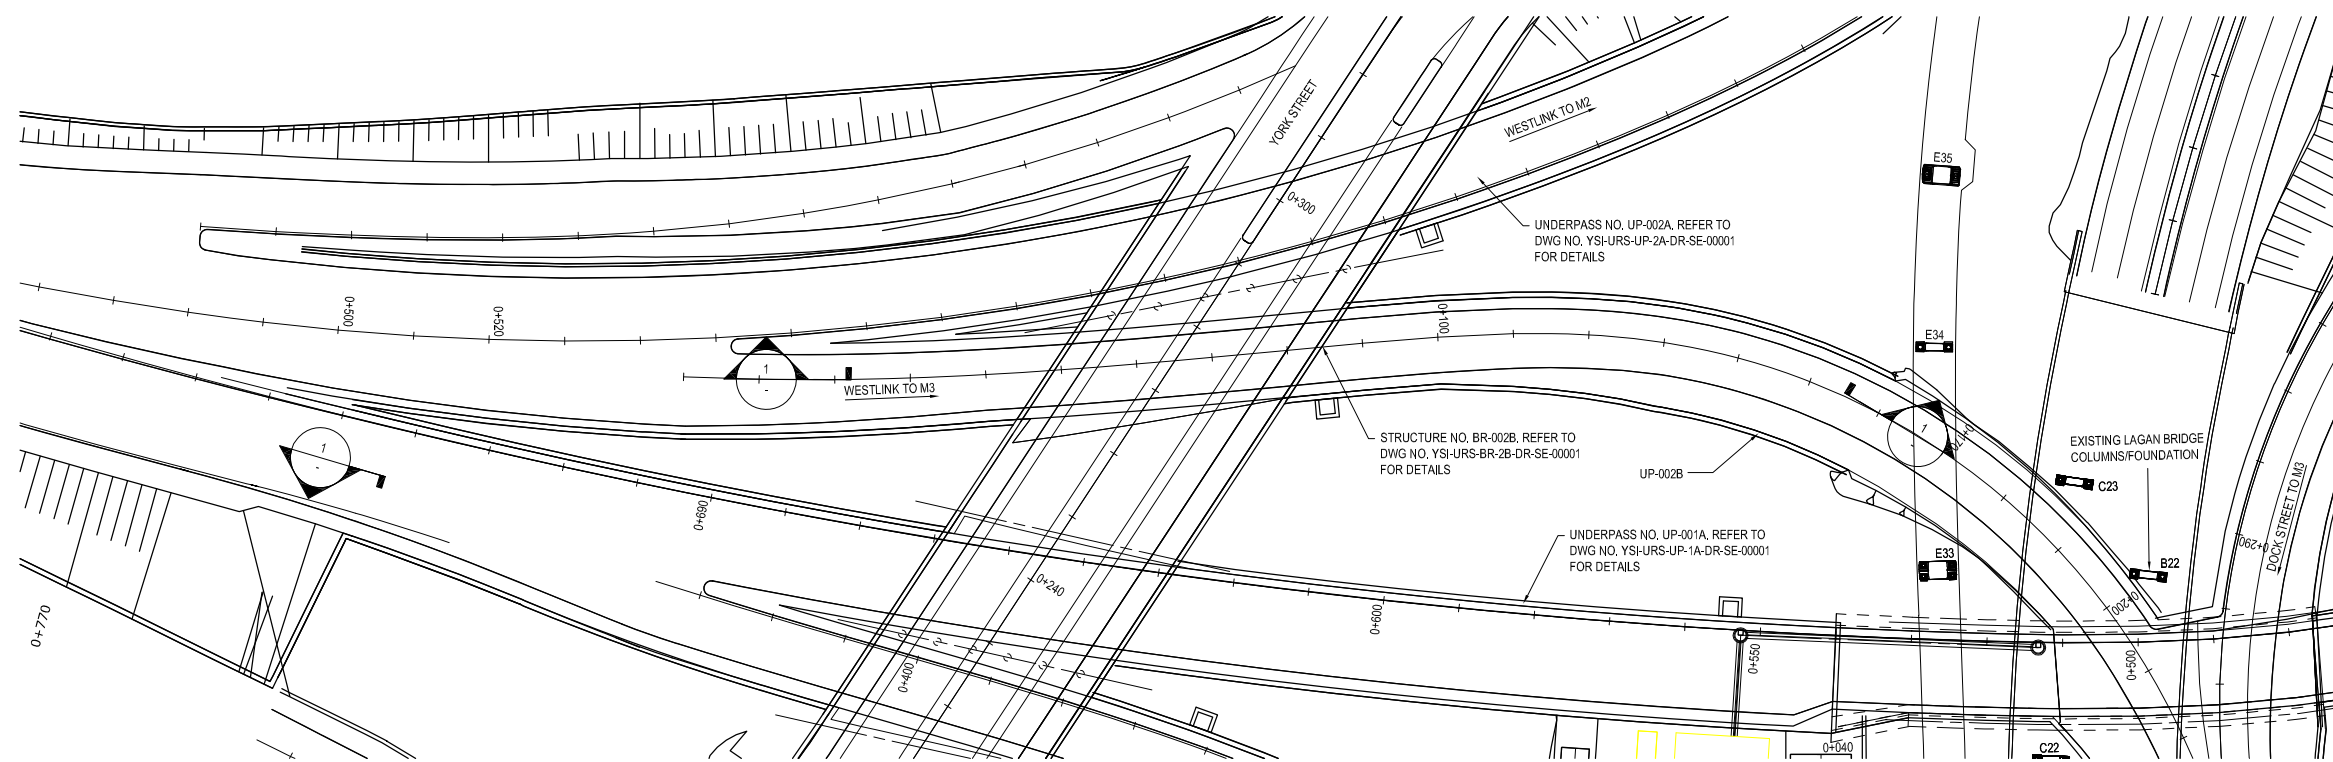 YORK STREET
WESTLINK TO M2
E35
0+300
UNDERPASS NO. UP-002A, REFER TO
DWG NO. YSI-URS-UP-2A-DR-SE-00001
FOR DETAILS
0+500
0+520
0+100
E34
1
-
WESTLINK TO M3
1
-
1
-
0+170
STRUCTURE NO. BR-002B, REFER TO
DWG NO. YSI-URS-BR-2B-DR-SE-00001
FOR DETAILS
UP-002B
EXISTING LAGAN BRIDGE
COLUMNS/FOUNDATION
C23
DOCK STREET TO M3
0+690
UNDERPASS NO. UP-001A, REFER TO
DWG NO. YSI-URS-UP-1A-DR-SE-00001
FOR DETAILS
0+290
E33
B22
0+240
0+200
0+770
0+600
0+400
0+550
0+500
0+040
C22